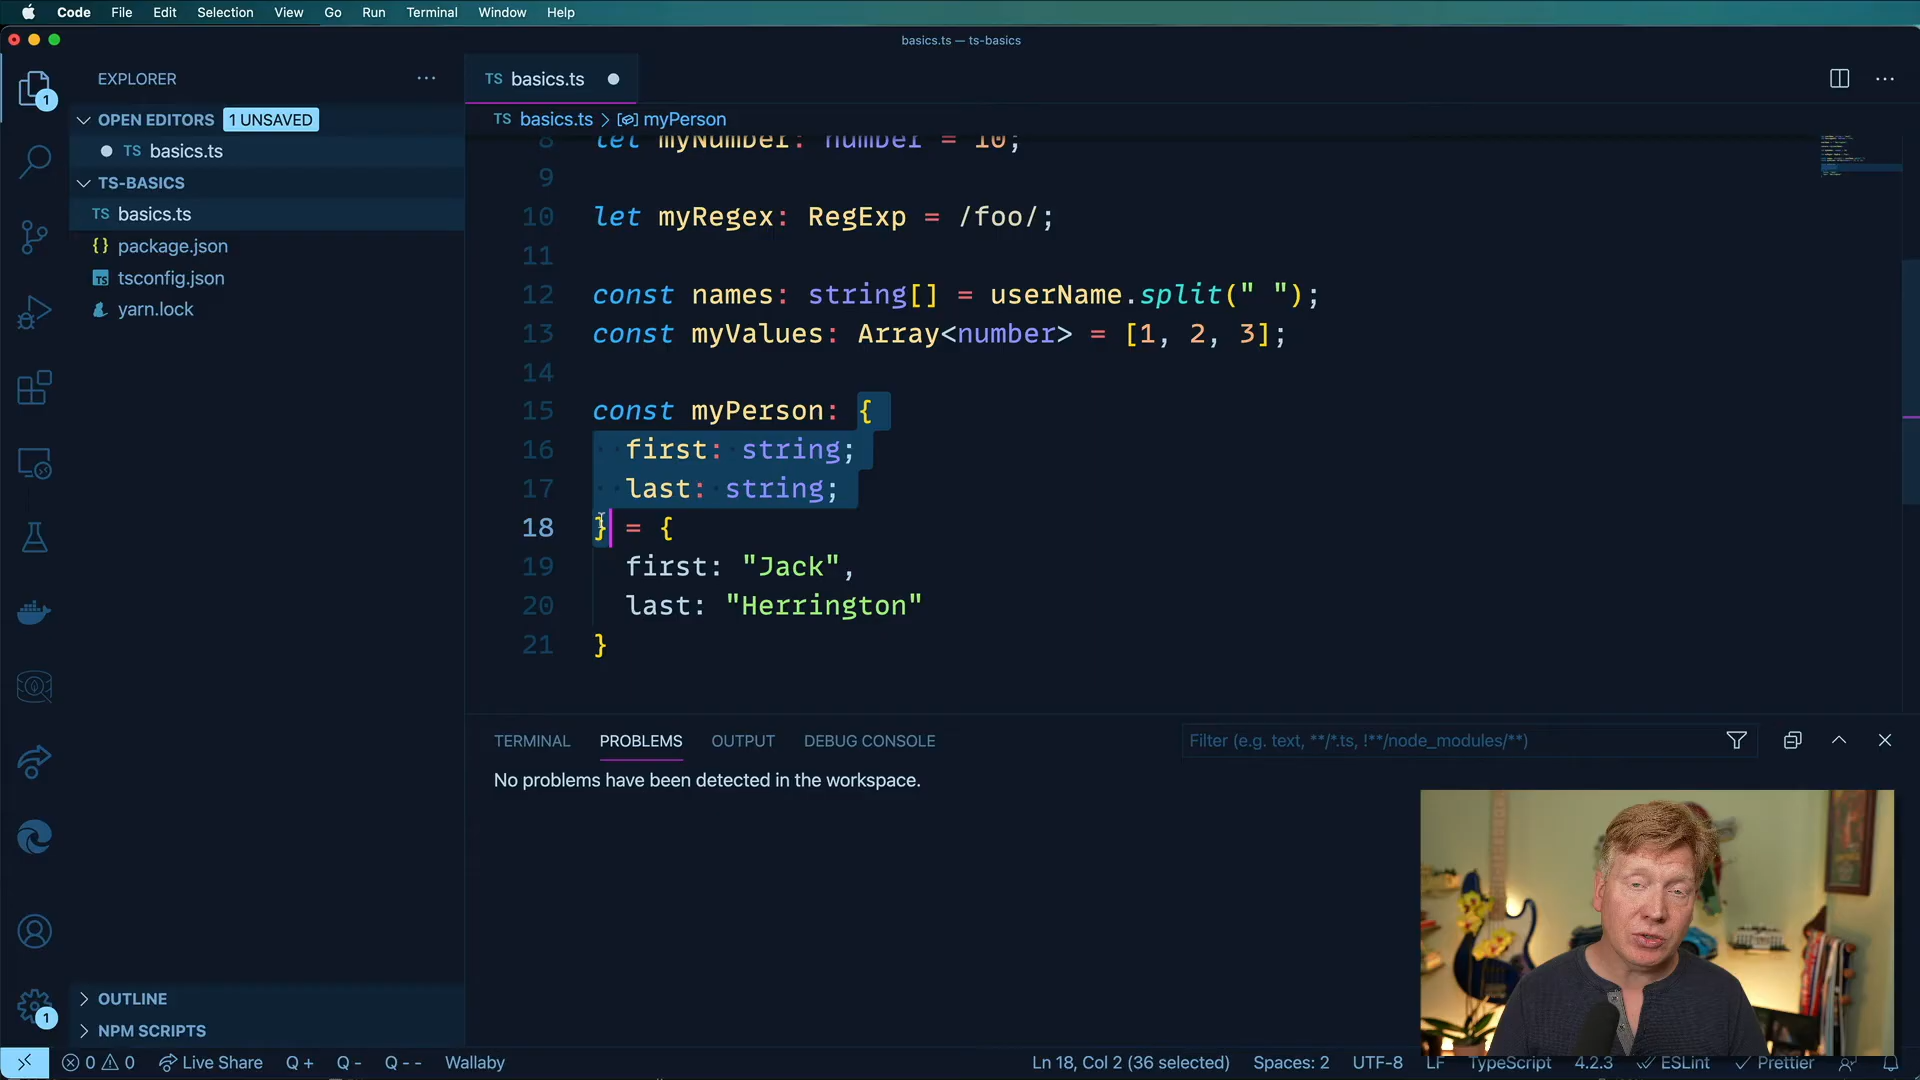 Code File Edit Selection View Go Run Terminal Window Help
basics.ts — ts-basics
EXPLORER
OPEN EDITORS 1 UNSAVED
TS basics.ts
TS-BASICS
TS basics.ts
{} package.json
TS tsconfig.json
yarn.lock
OUTLINE
NPM SCRIPTS
1
1
TS basics.ts
TS basics.ts > myPerson
8 let myNumber: number = 10;
9
10 let myRegex: RegExp = /foo/;
11
12 const names: string[] = userName.split(" ");
13 const myValues: Array<number> = [1, 2, 3];
14
15 const myPerson: {
16 first: string;
17 last: string;
18 } = {
19 first: "Jack",
20 last: "Herrington"
21 }
TERMINAL PROBLEMS OUTPUT DEBUG CONSOLE Filter (e.g. text, **/*.ts, !**/node_modules/**)
No problems have been detected in the workspace.
0 0 Live Share Q + Q - Q - - Wallaby Ln 18, Col 2 (36 selected) Spaces: 2 UTF-8 LF TypeScript 4.2.3 ESLint Prettier